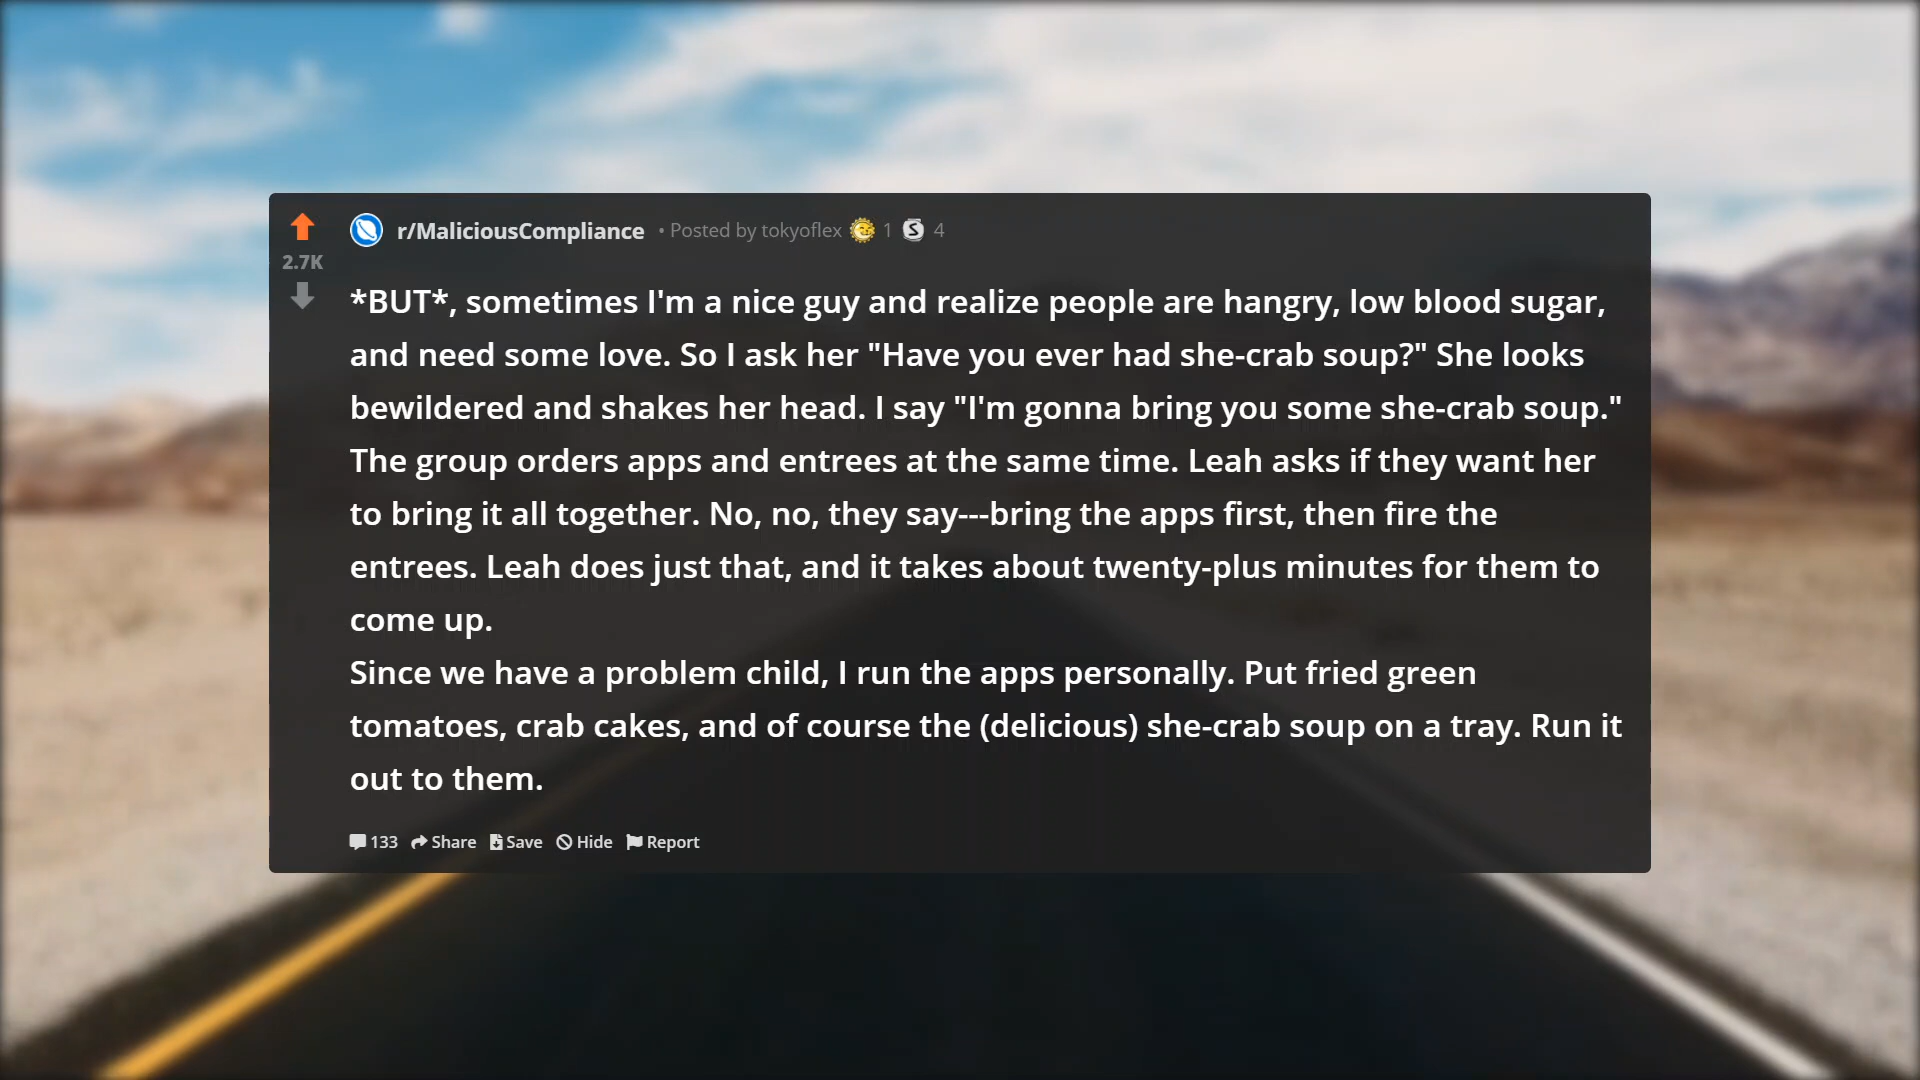 r/MaliciousCompliance • Posted by tokyoflex 1 S 4
2.7K
*BUT*, sometimes I'm a nice guy and realize people are hangry, low blood sugar,
and need some love. So I ask her "Have you ever had she-crab soup?" She looks
bewildered and shakes her head. I say "I'm gonna bring you some she-crab soup."
The group orders apps and entrees at the same time. Leah asks if they want her
to bring it all together. No, no, they say---bring the apps first, then fire the
entrees. Leah does just that, and it takes about twenty-plus minutes for them to
come up.
Since we have a problem child, I run the apps personally. Put fried green
tomatoes, crab cakes, and of course the (delicious) she-crab soup on a tray. Run it
out to them.
133 Share Save Hide Report